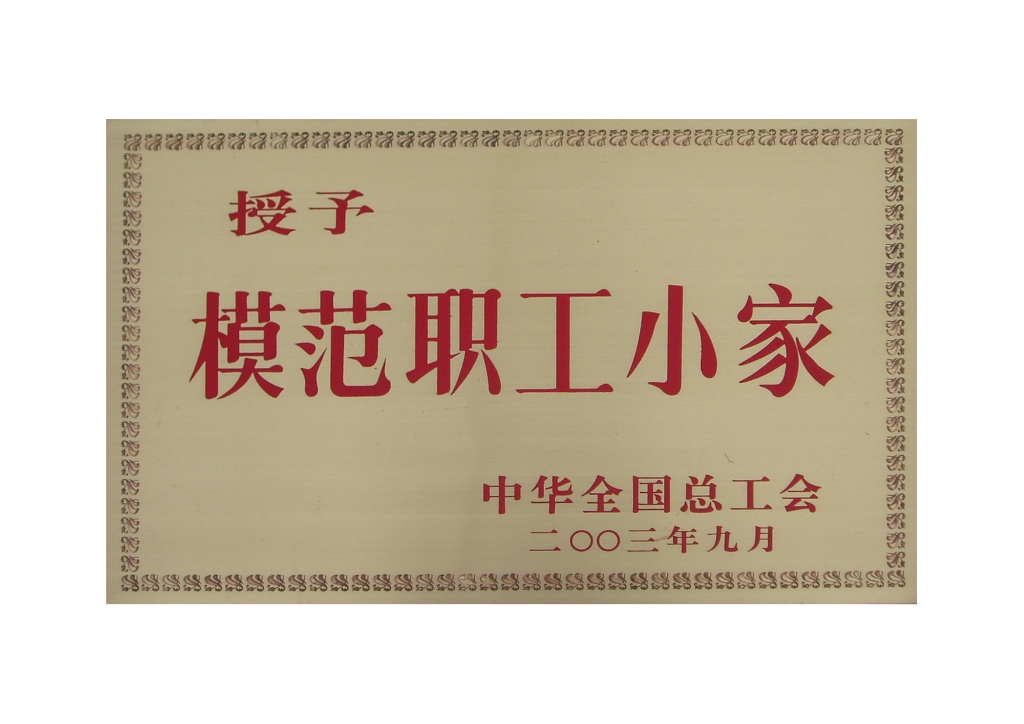 授予
模范职工小家
中华全国总工会
二〇〇三年九月